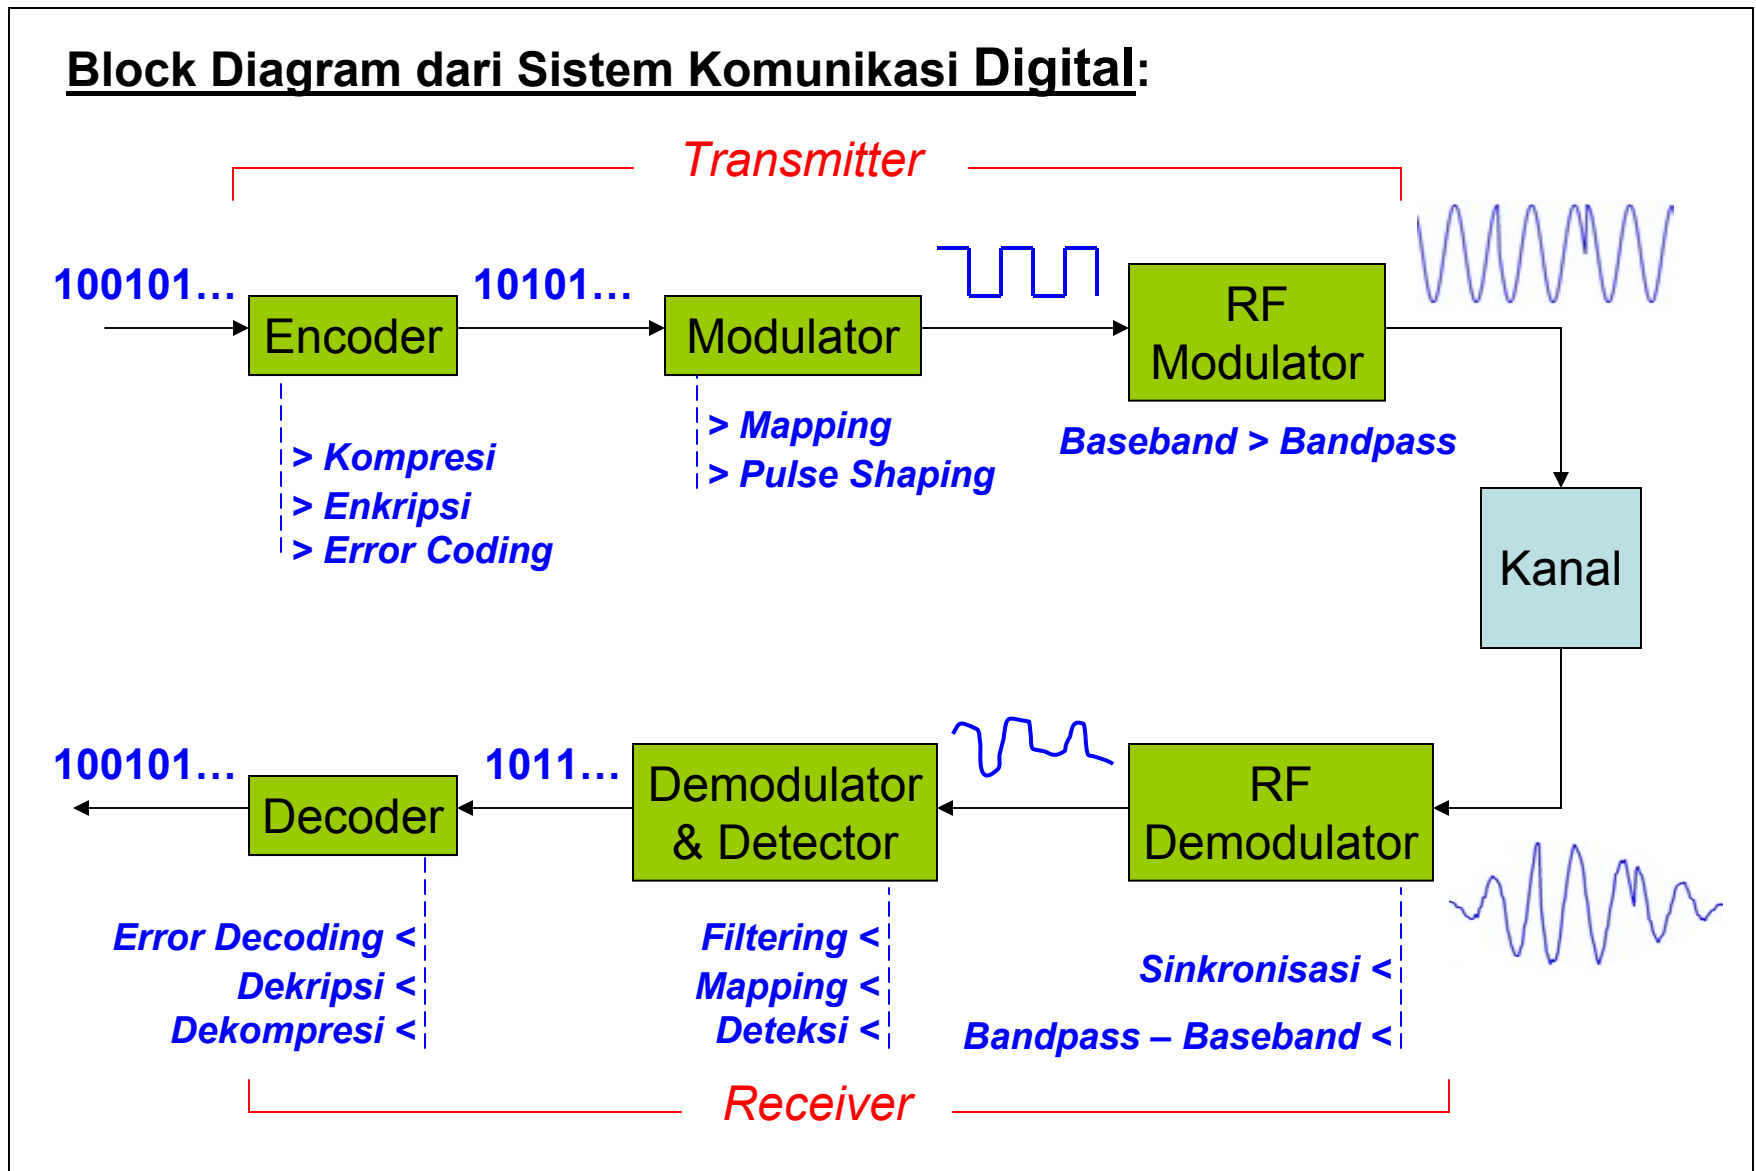 Block Diagram dari Sistem Komunikasi Digital:
Transmitter
100101...
Encoder
10101...
Modulator
RF
Modulator
> Kompresi
> Enkripsi
> Error Coding
> Mapping
> Pulse Shaping
Baseband > Bandpass
Kanal
100101...
Decoder
1011...
Demodulator
& Detector
RF
Demodulator
Error Decoding <
Dekripsi <
Dekompresi <
Filtering <
Mapping <
Deteksi <
Sinkronisasi <
Bandpass – Baseband <
Receiver